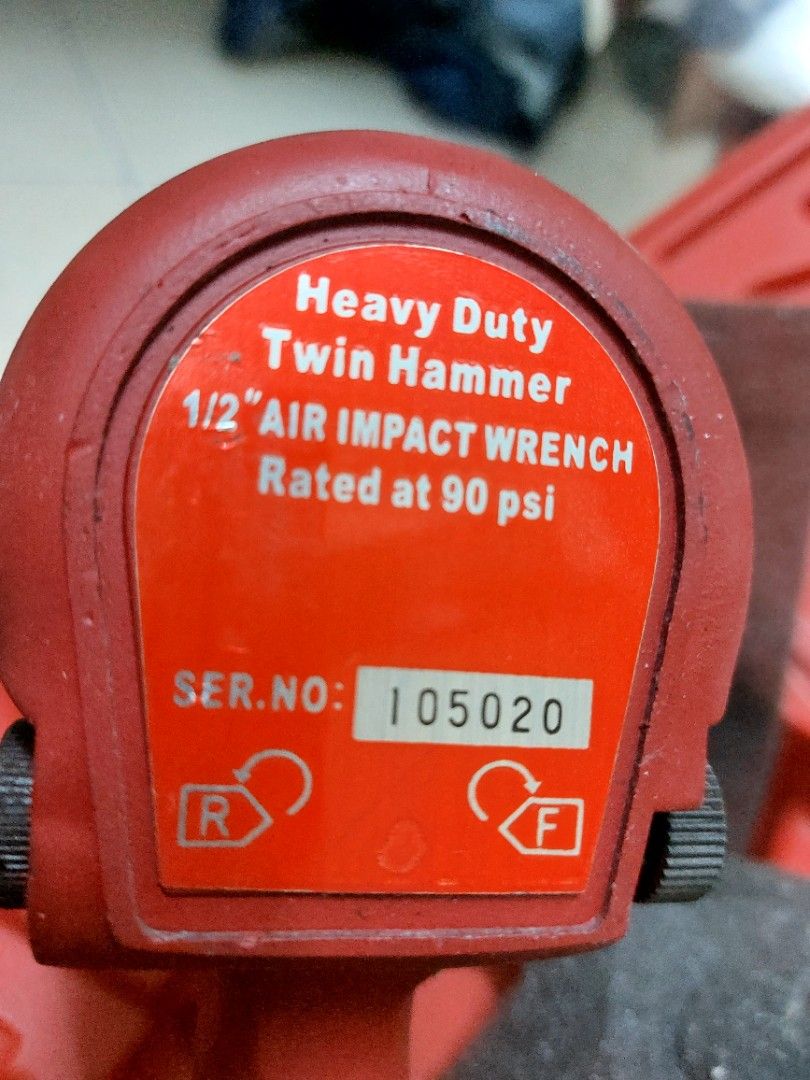 Heavy Duty
Twin Hammer
1/2" AIR IMPACT WRENCH
Rated at 90 psi
SER.NO: 105020
R F